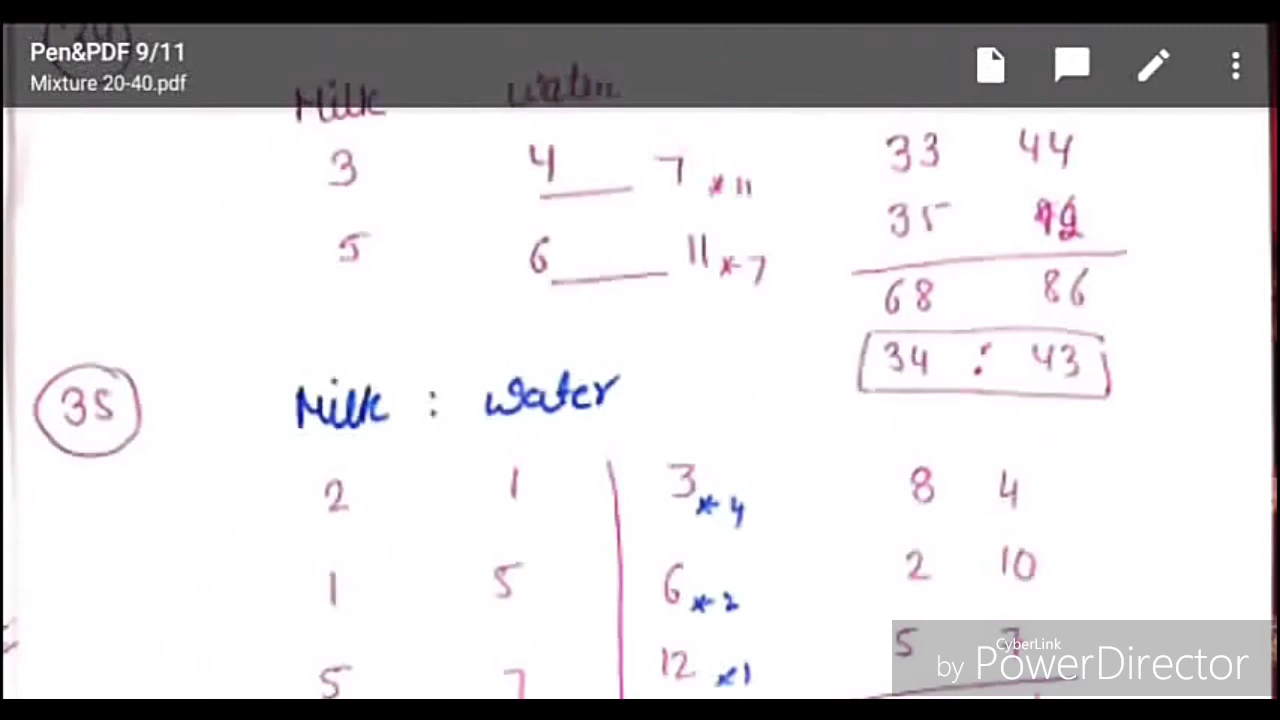 Pen&PDF 9/11
Mixture 20-40.pdf
Milk water
3 4 7 *11 33 44
5 6 11 *7 35 42
68 86
34 : 43
35 Milk : water
2 1 3 *4 8 4
1 5 6 *2 2 10
5 7 12 *1 5 7
CyberLink
by PowerDirector